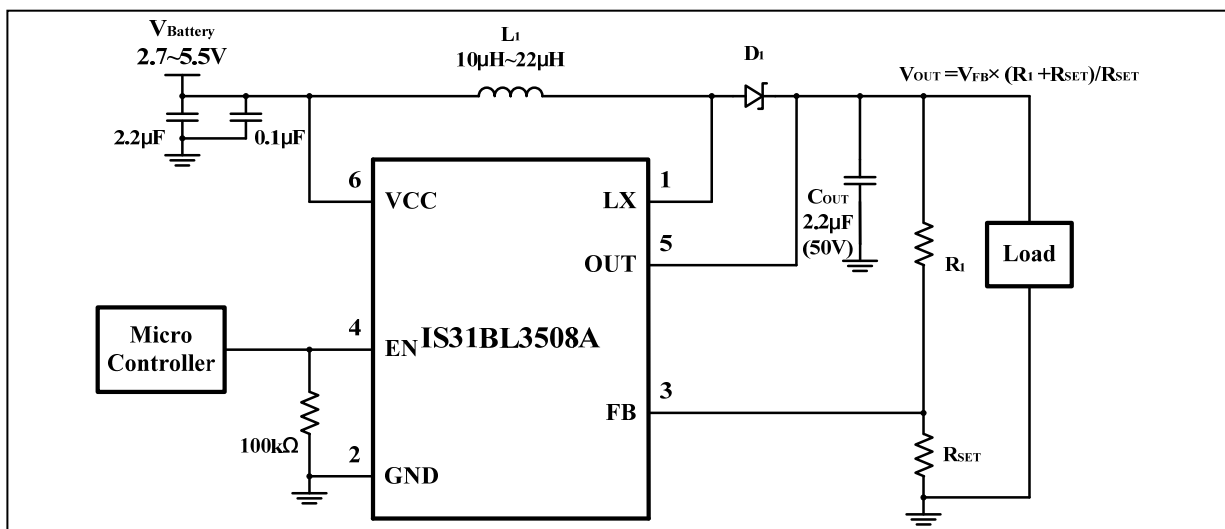 VBattery
2.7~5.5V
L1
10µH~22µH
D1
VOUT =VFB× (R1 +RSET)/RSET
2.2µF
0.1µF
6
VCC
1
LX
COUT
2.2µF
(50V)
5
OUT
R1
Load
Micro
Controller
4
EN
IS31BL3508A
3
FB
100kΩ
2
GND
RSET